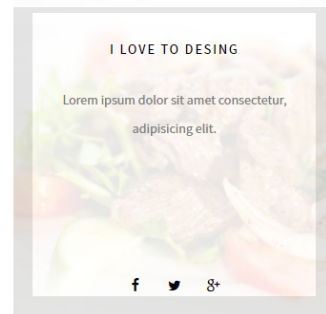 I LOVE TO DESING
Lorem ipsum dolor sit amet consectetur,
adipisicing elit.